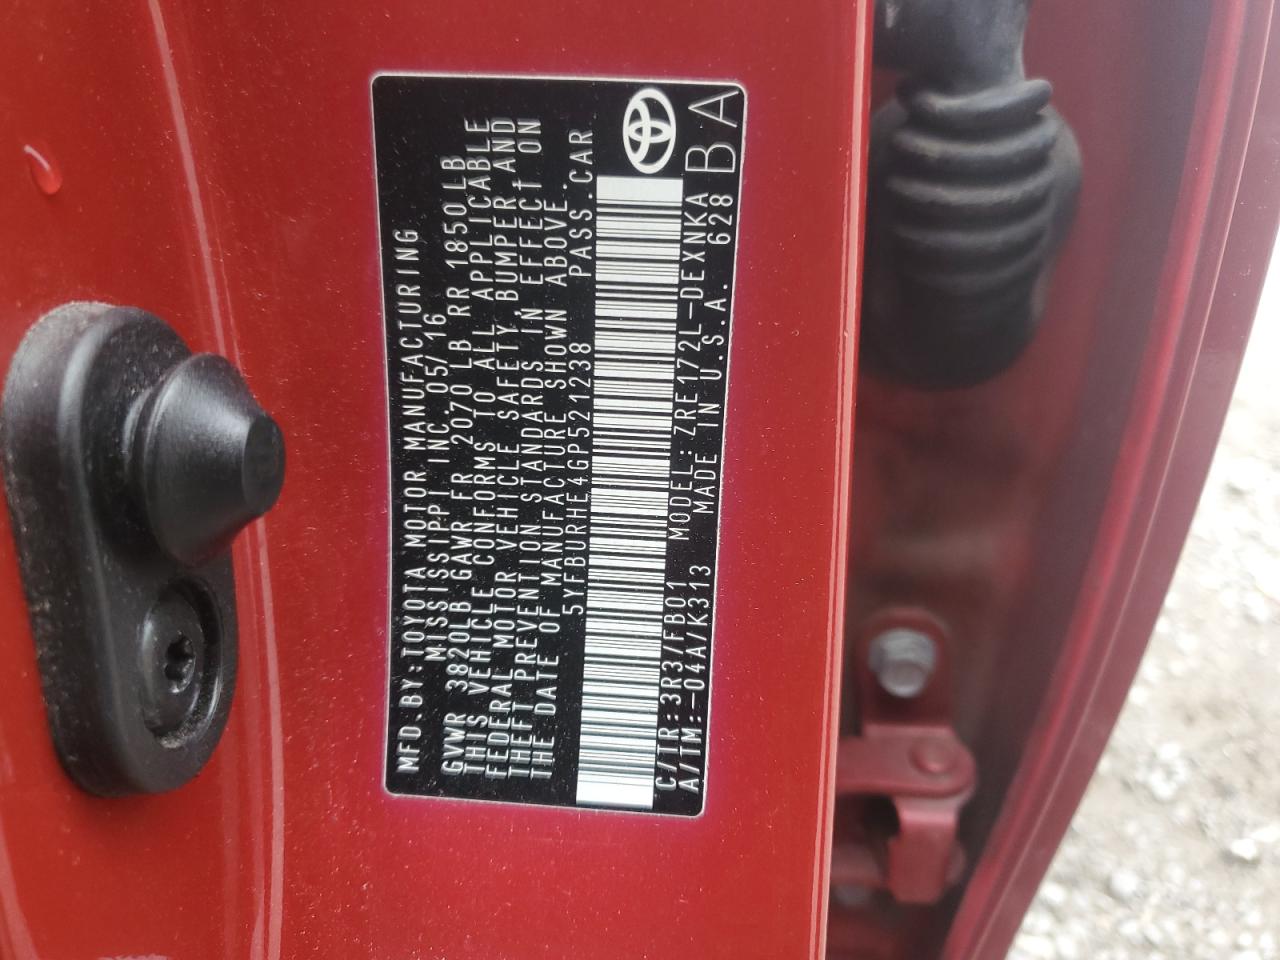 MFD.BY:TOYOTA MOTOR MANUFACTURING
MISSISSIPPI INC. 05/16
GVWR 3820LB GAWR FR 2070 LB RR 1850LB
THIS VEHICLE CONFORMS TO ALL APPLICABLE
FEDERAL MOTOR VEHICLE SAFETY, BUMPER, AND
THEFT PREVENTION STANDARDS IN EFFECT ON
THE DATE OF MANUFACTURE SHOWN ABOVE.
5YFBURHE4GP521238 PASS.CAR
C/TR:3R3/FB01 MODEL:ZRE172L-DEXNKA
A/TM:-04A/K313 MADE IN U.S.A. 628
BA